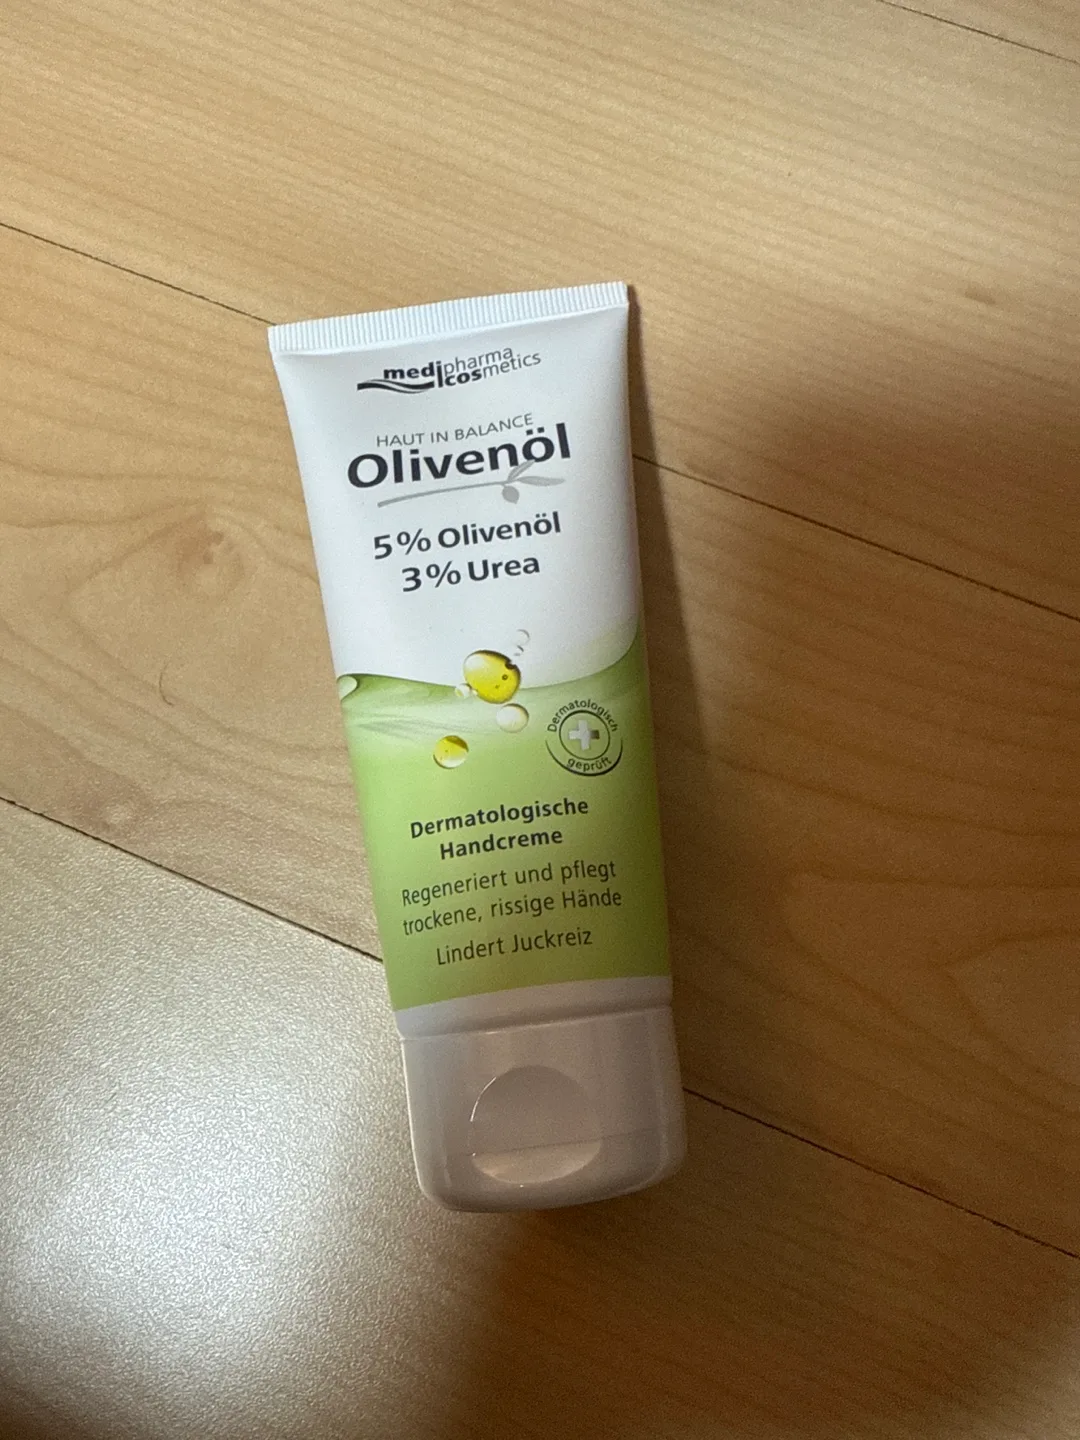 medipharma
cosmetics
HAUT IN BALANCE
Olivenöl
5% Olivenöl
3% Urea
Dermatologisch
geprüft
Dermatologische
Handcreme
Regeneriert und pflegt
trockene, rissige Hände
Lindert Juckreiz